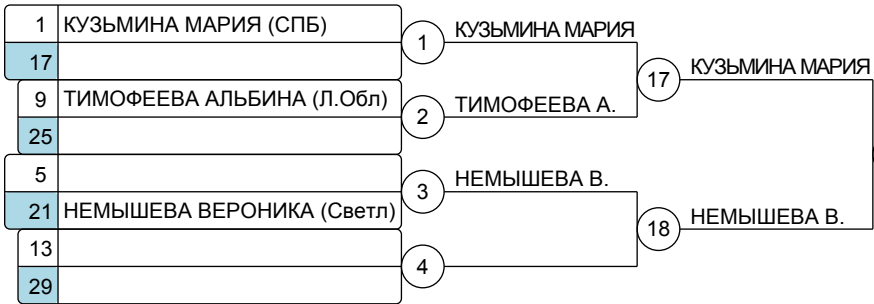 1 КУЗЬМИНА МАРИЯ (СПБ)
17
1 КУЗЬМИНА МАРИЯ
9 ТИМОФЕЕВА АЛЬБИНА (Л.Обл)
25
2 ТИМОФЕЕВА А.
17 КУЗЬМИНА МАРИЯ
5
21 НЕМЫШЕВА ВЕРОНИКА (Светл)
3 НЕМЫШЕВА В.
13
29
4
18 НЕМЫШЕВА В.